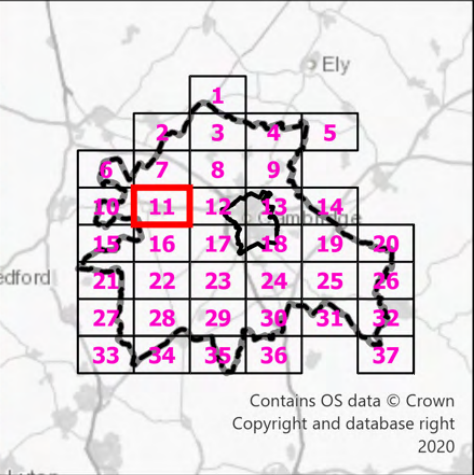 Ely
1
2 3 4 5
6 7 8 9
10 11 12 13 14
Cambridge
15 16 17 18 19 20
edford
21 22 23 24 25 26
27 28 29 30 31 32
33 34 35 36 37
Contains OS data © Crown
Copyright and database right
2020